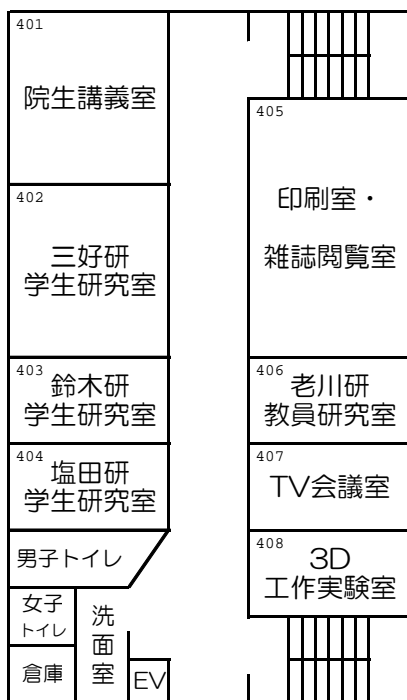 401
院生講義室
402
三好研
学生研究室
403
鈴木研
学生研究室
404
塩田研
学生研究室
男子トイレ
女子
トイレ
倉庫
洗
面
室
EV
405
印刷室・
雑誌閲覧室
406
老川研
教員研究室
407
TV会議室
408
3D
工作実験室